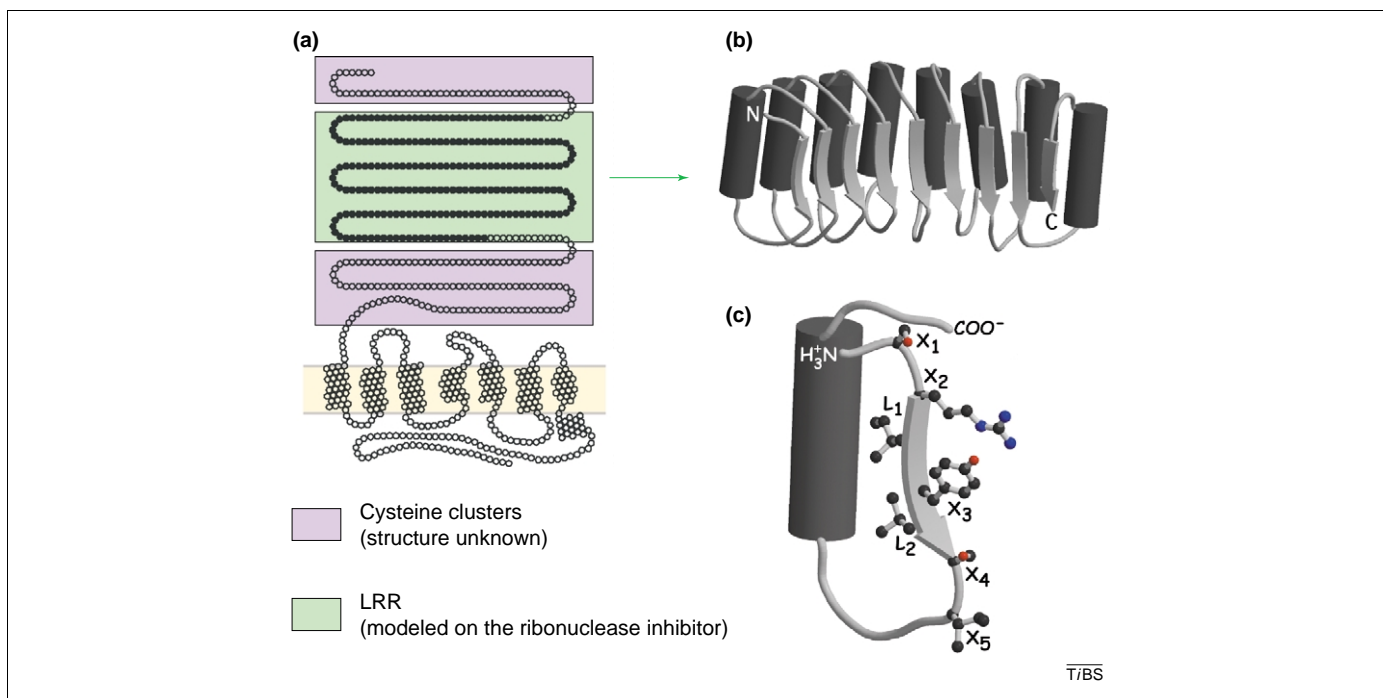 (a)
(b)
N
C
(c)
H₃⁺N
COO⁻
X₁
X₂
L₁
X₃
L₂
X₄
X₅
Cysteine clusters
(structure unknown)
LRR
(modeled on the ribonuclease inhibitor)
TiBS